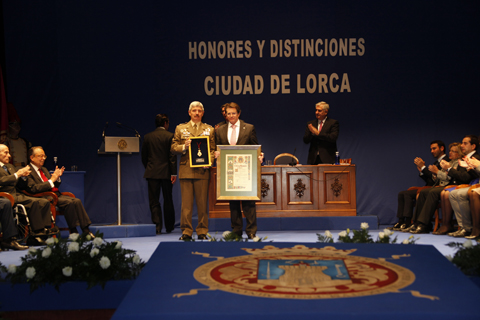 HONORES Y DISTINCIONES
CIUDAD DE LORCA